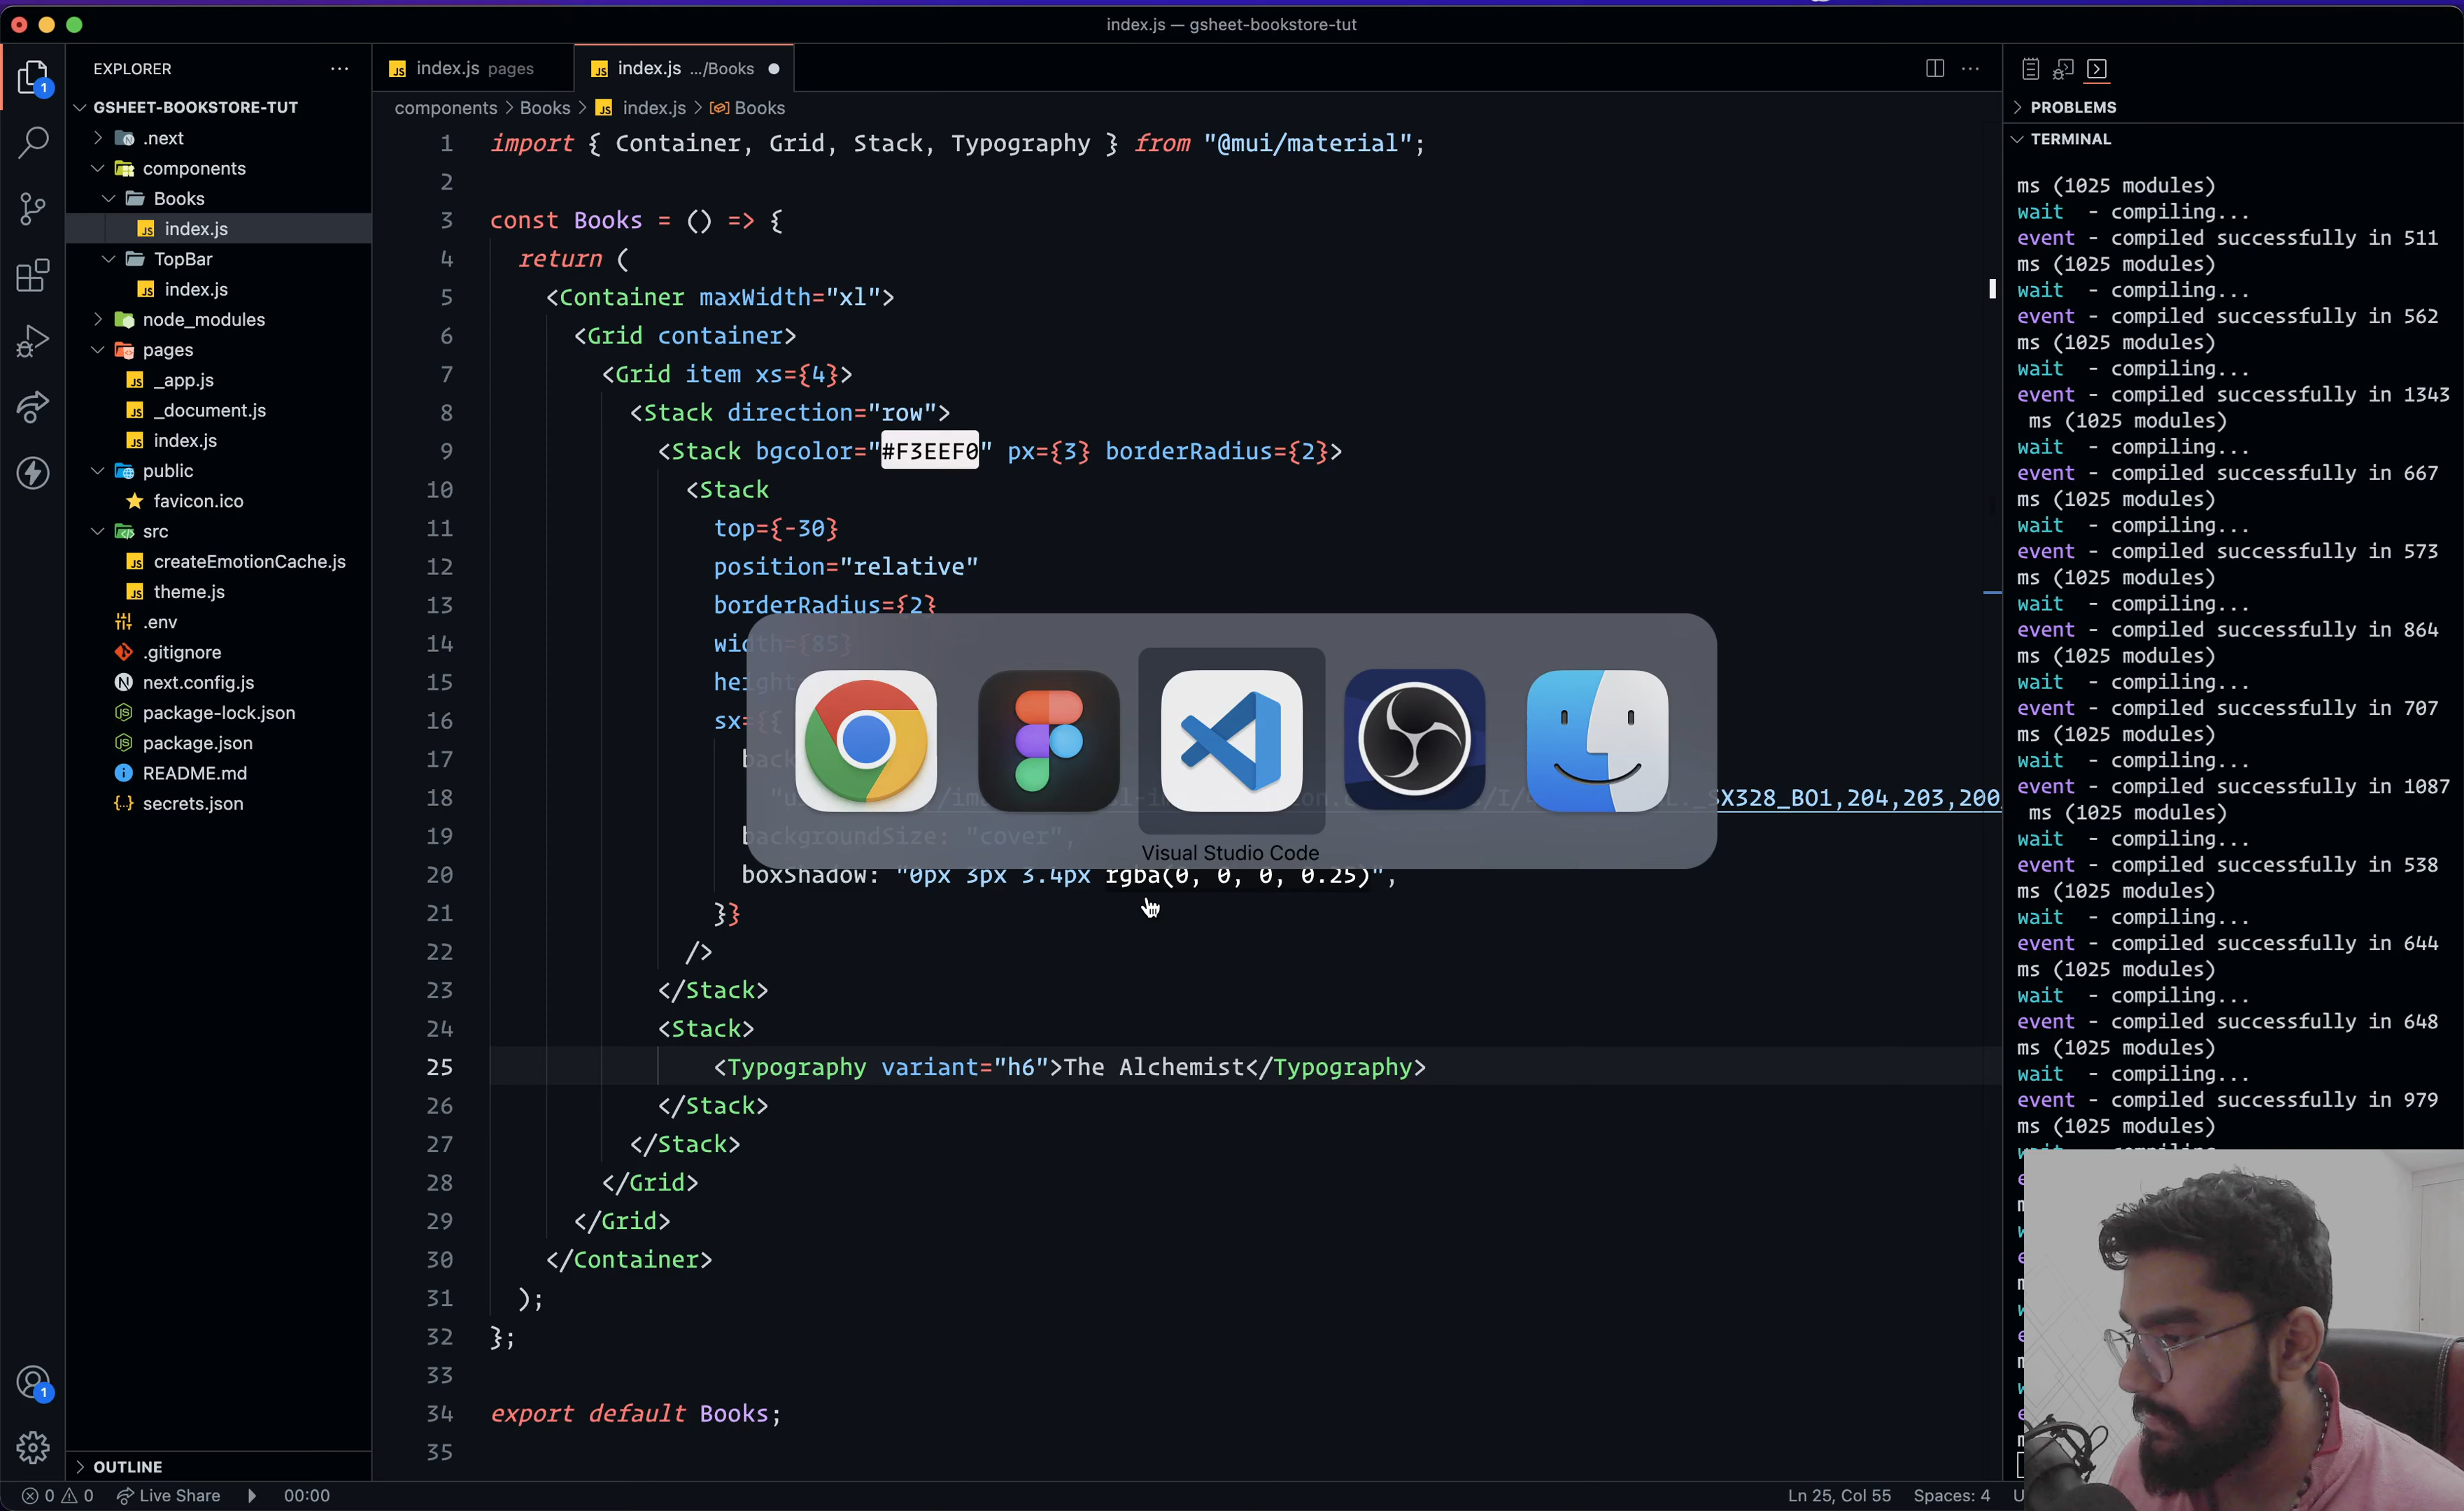 index.js — gsheet-bookstore-tut
EXPLORER
GSHEET-BOOKSTORE-TUT
.next
components
Books
index.js
TopBar
index.js
node_modules
pages
_app.js
_document.js
index.js
public
favicon.ico
src
createEmotionCache.js
theme.js
.env
.gitignore
next.config.js
package-lock.json
package.json
README.md
secrets.json
OUTLINE
index.js pages
index.js .../Books
components > Books > index.js > Books
1 import { Container, Grid, Stack, Typography } from "@mui/material";
2
3 const Books = () => {
4 return (
5 <Container maxWidth="xl">
6 <Grid container>
7 <Grid item xs={4}>
8 <Stack direction="row">
9 <Stack bgcolor="#F3EEF0" px={3} borderRadius={2}>
10 <Stack
11 top={-30}
12 position="relative"
13 borderRadius={2}
14 width={85}
15
16 sx={{
17
18 SX328_BO1,204,203,200,
19 backgroundSize: "cover",
20 boxShadow: "0px 3px 3.4px rgba(0, 0, 0, 0.25)",
21 }}
22 />
23 </Stack>
24 <Stack>
25 <Typography variant="h6">The Alchemist</Typography>
26 </Stack>
27 </Stack>
28 </Grid>
29 </Grid>
30 </Container>
31 );
32 };
33
34 export default Books;
35
Visual Studio Code
PROBLEMS
TERMINAL
ms (1025 modules)
wait - compiling...
event - compiled successfully in 511
ms (1025 modules)
wait - compiling...
event - compiled successfully in 562
ms (1025 modules)
wait - compiling...
event - compiled successfully in 1343
ms (1025 modules)
wait - compiling...
event - compiled successfully in 667
ms (1025 modules)
wait - compiling...
event - compiled successfully in 573
ms (1025 modules)
wait - compiling...
event - compiled successfully in 864
ms (1025 modules)
wait - compiling...
event - compiled successfully in 707
ms (1025 modules)
wait - compiling...
event - compiled successfully in 1087
ms (1025 modules)
wait - compiling...
event - compiled successfully in 538
ms (1025 modules)
wait - compiling...
event - compiled successfully in 644
ms (1025 modules)
wait - compiling...
event - compiled successfully in 648
ms (1025 modules)
wait - compiling...
event - compiled successfully in 979
ms (1025 modules)
0 0 Live Share 00:00
Ln 25, Col 55 Spaces: 4